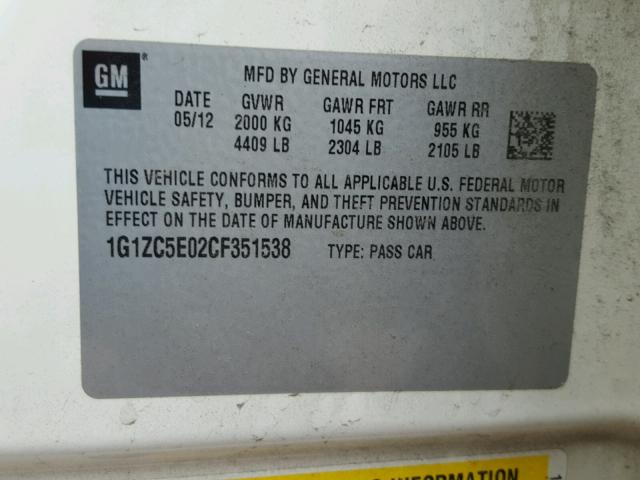 GM ®
MFD BY GENERAL MOTORS LLC
DATE GVWR GAWR FRT GAWR RR
05/12 2000 KG 1045 KG 955 KG
4409 LB 2304 LB 2105 LB
THIS VEHICLE CONFORMS TO ALL APPLICABLE U.S. FEDERAL MOTOR
VEHICLE SAFETY, BUMPER, AND THEFT PREVENTION STANDARDS IN
EFFECT ON THE DATE OF MANUFACTURE SHOWN ABOVE.
1G1ZC5E02CF351538 TYPE: PASS CAR
INFORMATION